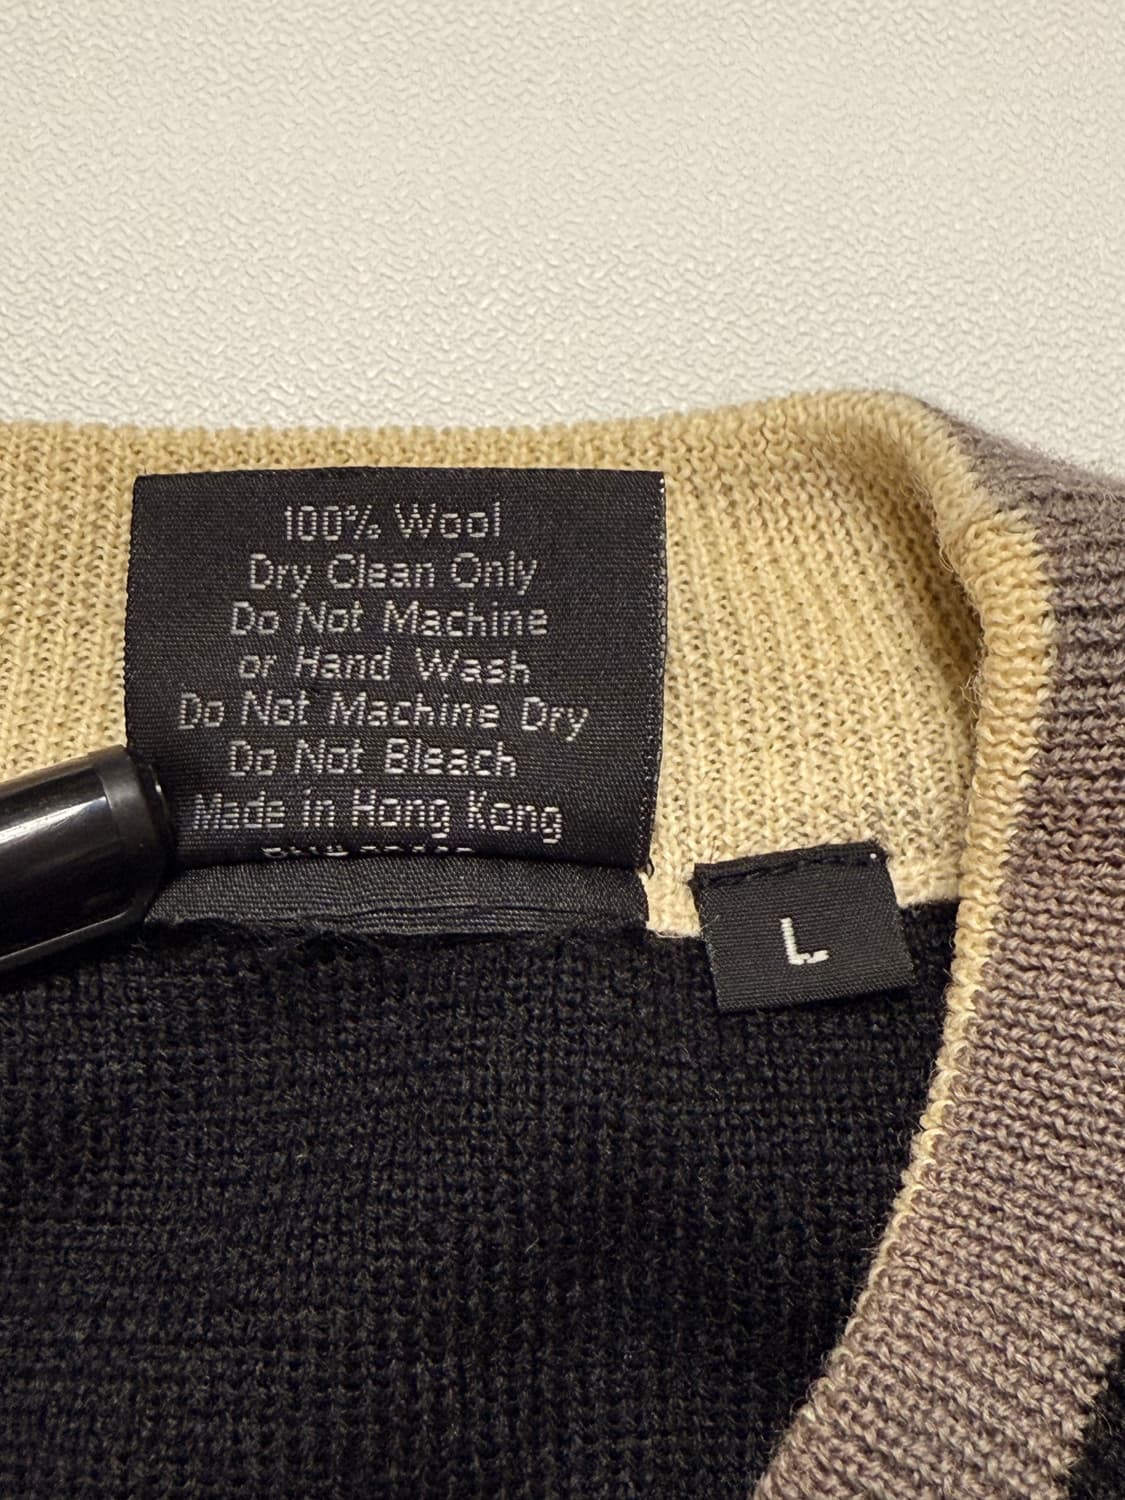 100% Wool
Dry Clean Only
Do Not Machine
or Hand Wash
Do Not Machine Dry
Do Not Bleach
Made in Hong Kong
L